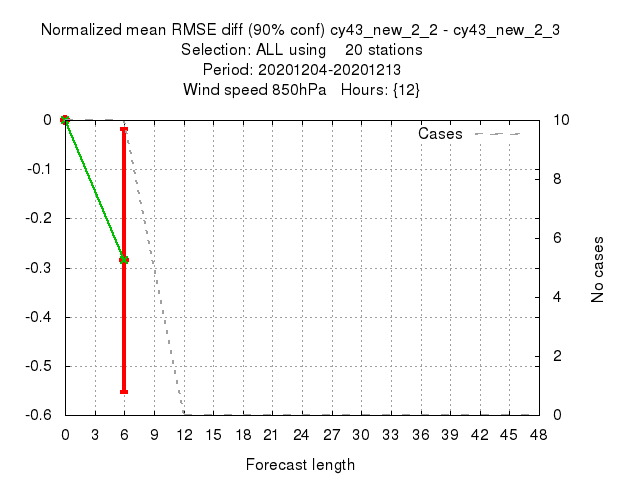 Normalized mean RMSE diff (90% conf) cy43_new_2_2 - cy43_new_2_3
Selection: ALL using 20 stations
Period: 20201204-20201213
Wind speed 850hPa Hours: {12}
Cases
0
-0.1
-0.2
-0.3
-0.4
-0.5
-0.6
10
8
6
4
2
0
No cases
0 3 6 9 12 15 18 21 24 27 30 33 36 39 42 45 48
Forecast length